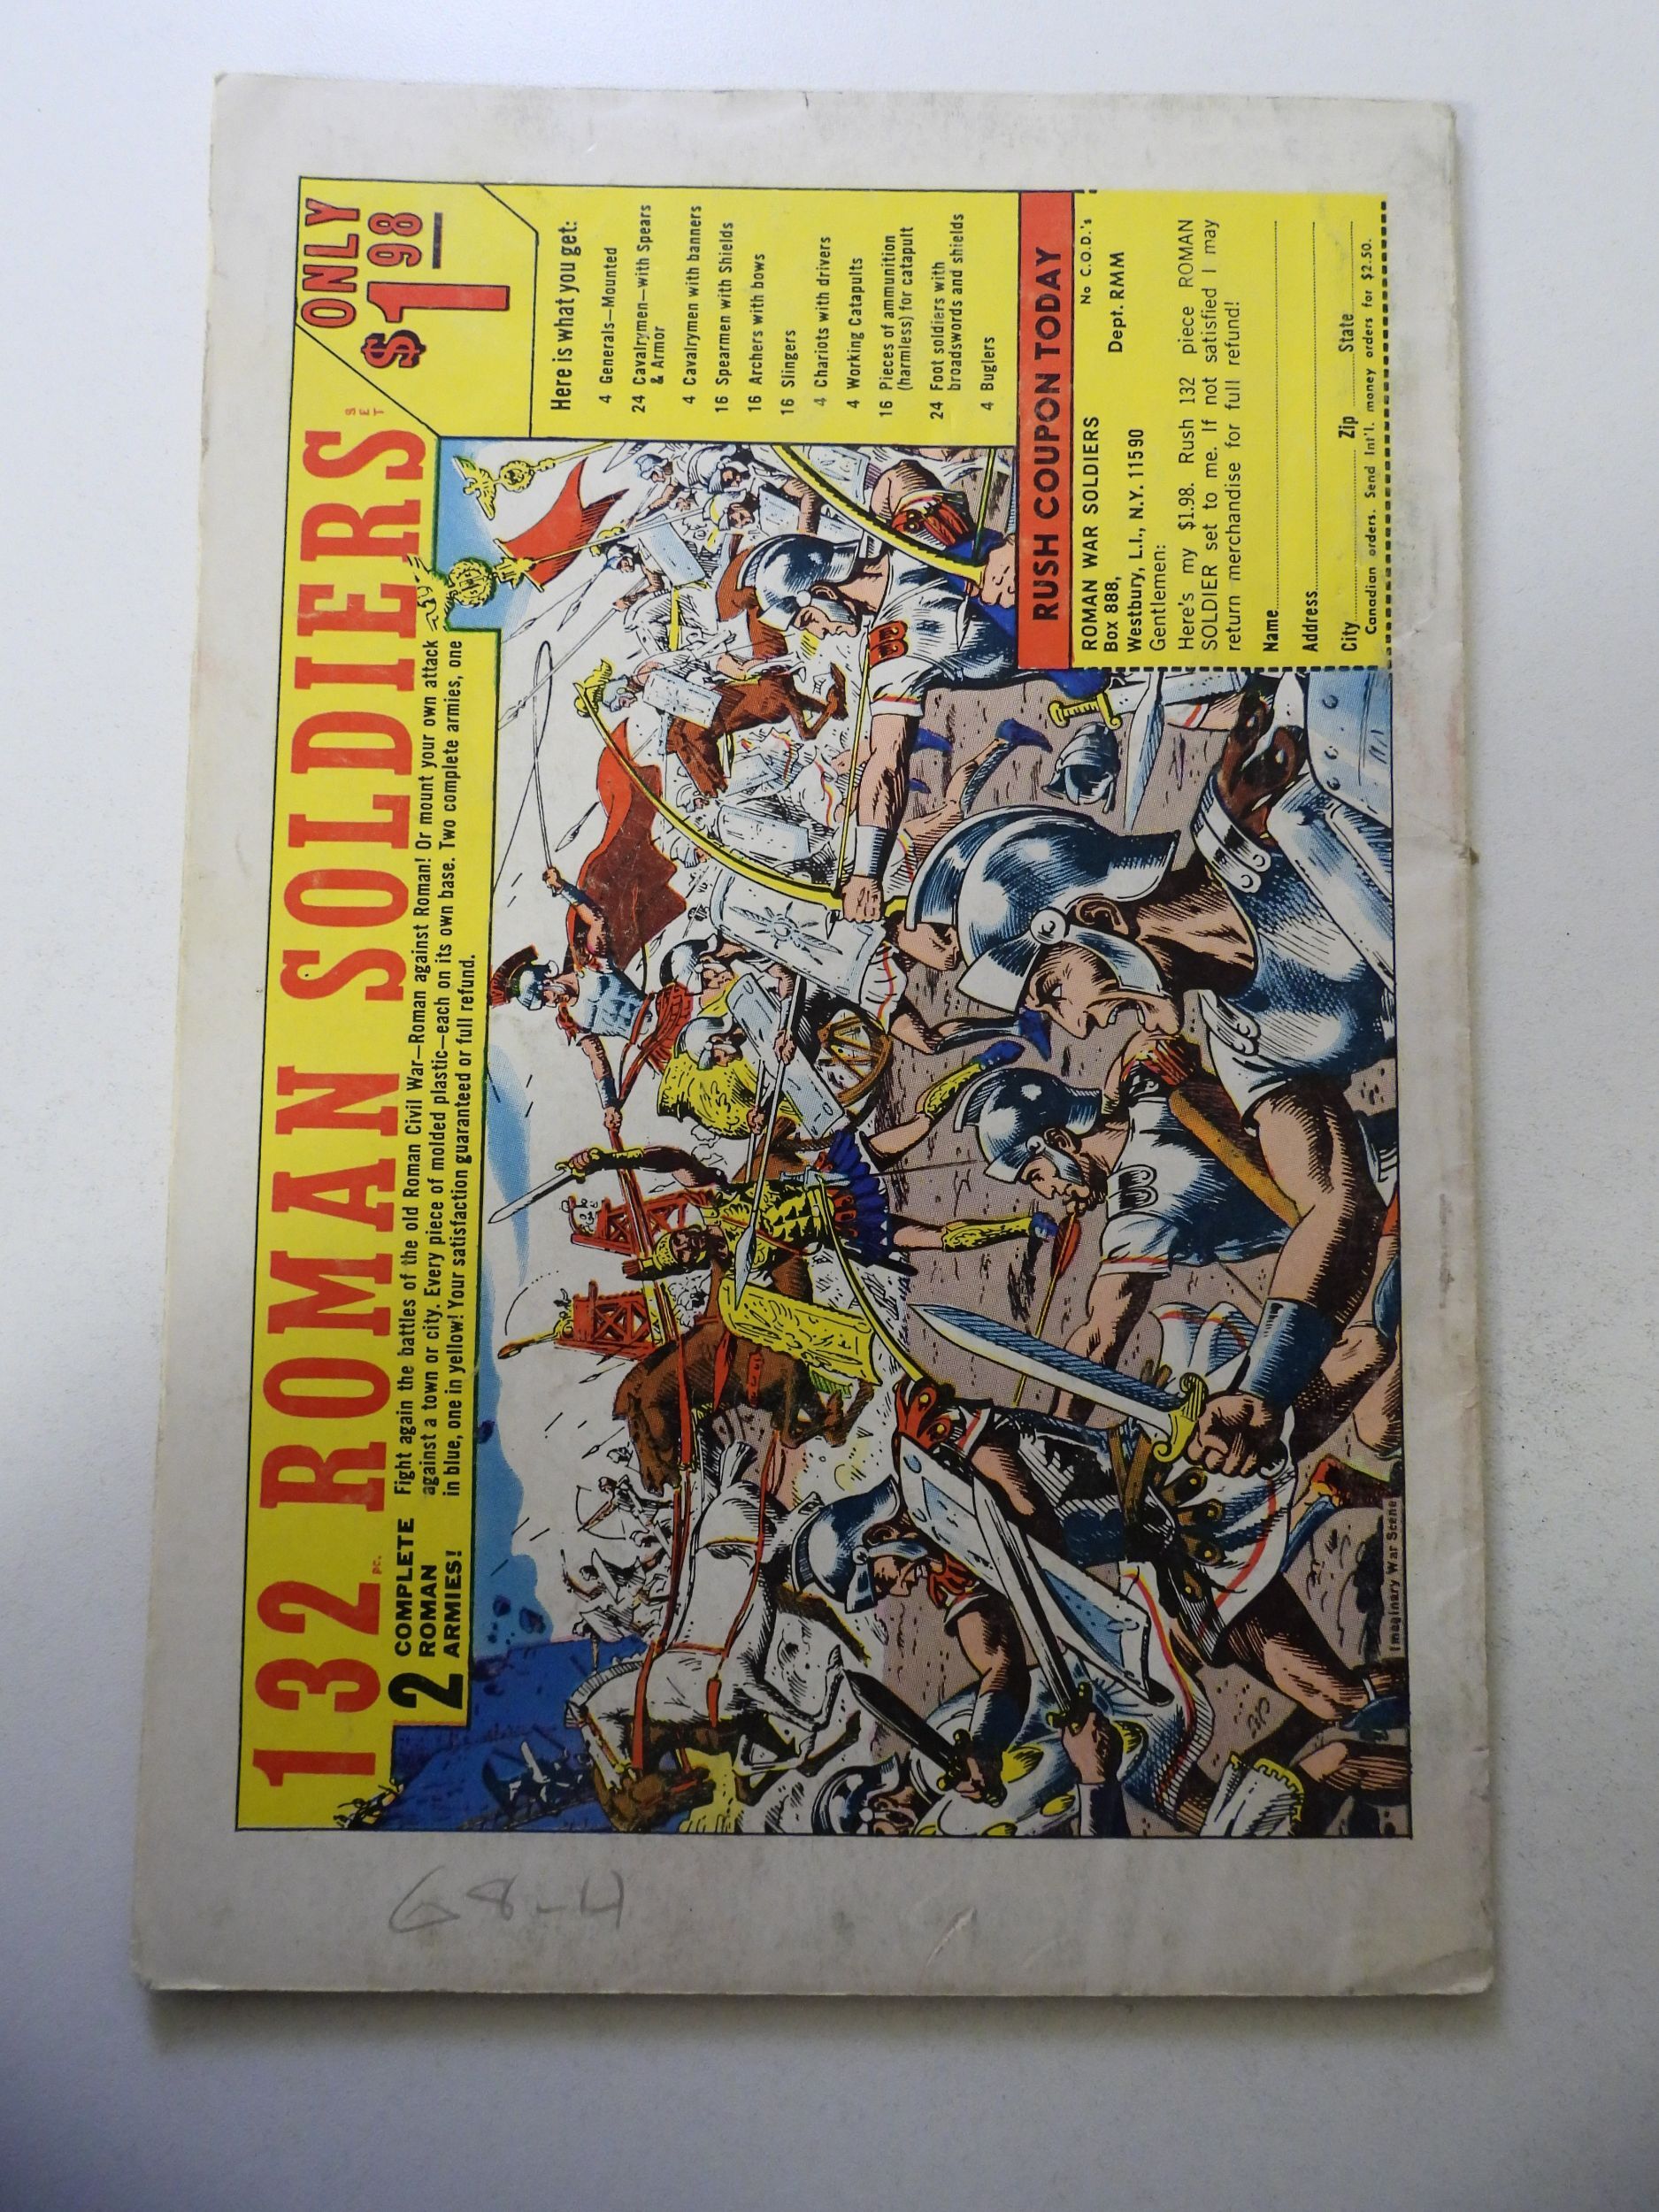 132 PC. ROMAN SOLDIERS SET
ONLY
$1.98
2 COMPLETE
ROMAN
ARMIES!
Fight again the battles of the old Roman Civil War—Roman against Roman! Or mount your own attack
against a town or city. Every piece of molded plastic—each on its own base. Two complete armies, one
in blue, one in yellow! Your satisfaction guaranteed or full refund.
Here is what you get:
4 Generals—Mounted
24 Cavalrymen—with Spears
& Armor
4 Cavalrymen with banners
16 Spearmen with Shields
16 Archers with bows
16 Slingers
4 Chariots with drivers
4 Working Catapults
16 Pieces of ammunition
(harmless) for catapult
24 Foot soldiers with
broadswords and shields
4 Buglers
RUSH COUPON TODAY
ROMAN WAR SOLDIERS No C.O.D.'s
Box 888, Dept. RMM
Westbury, L.I., N.Y. 11590
Gentlemen:
Here's my $1.98. Rush 132 piece ROMAN
SOLDIER set to me. If not satisfied I may
return merchandise for full refund!
Name
Address
City Zip State
Canadian orders. Send Int'l. money orders for $2.50.
Imaginary War Scene
68-4